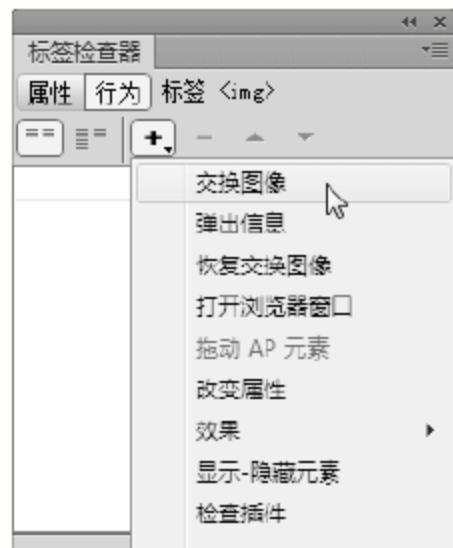 标签检查器
属性 行为 标签 <img>
交换图像
弹出信息
恢复交换图像
打开浏览器窗口
拖动 AP 元素
改变属性
效果
显示-隐藏元素
检查插件